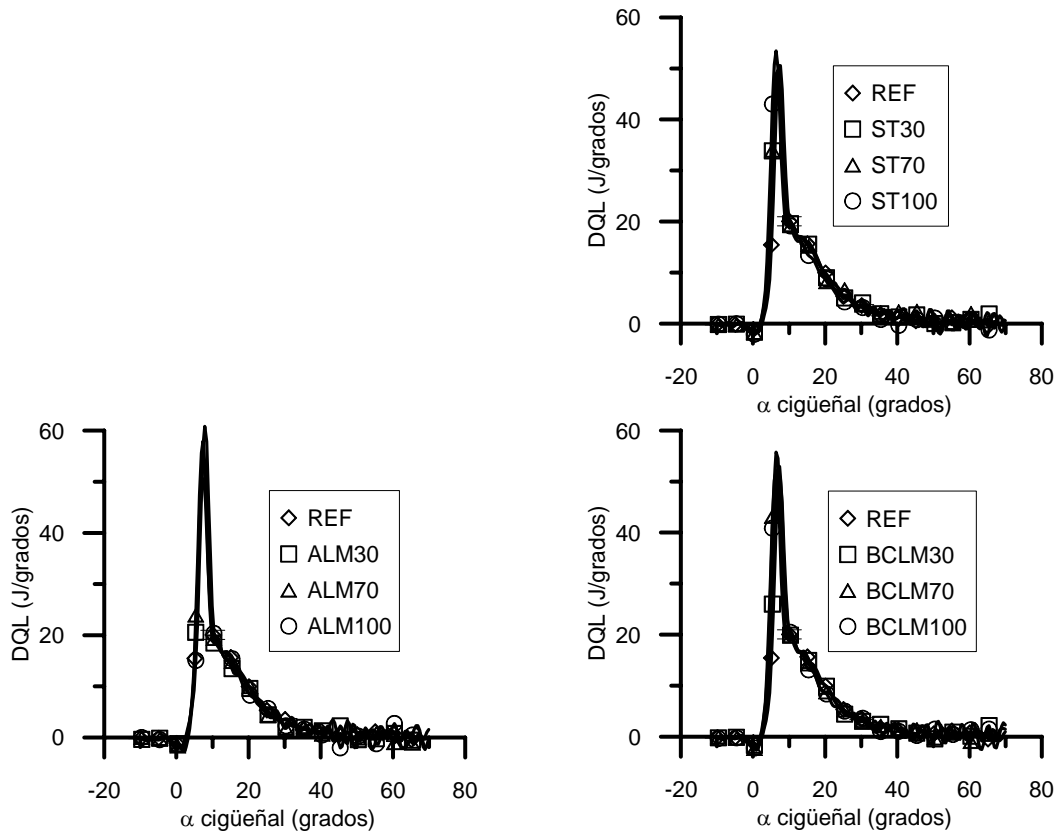 60
40
20
0
DQL (J/grados)
REF
ST30
ST70
ST100
-20 0 20 40 60 80
α cigüeñal (grados)
60
40
20
0
DQL (J/grados)
REF
ALM30
ALM70
ALM100
-20 0 20 40 60 80
α cigüeñal (grados)
60
40
20
0
DQL (J/grados)
REF
BCLM30
BCLM70
BCLM100
-20 0 20 40 60 80
α cigüeñal (grados)